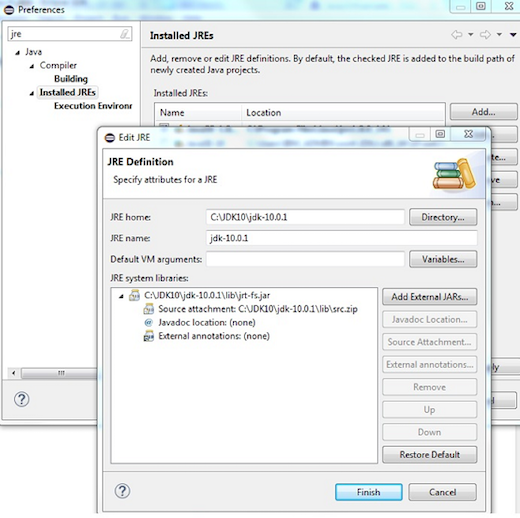 Preferences
jre
Java
Compiler
Building
Installed JREs
Execution Environr
Installed JREs
Add, remove or edit JRE definitions. By default, the checked JRE is added to the build path of
newly created Java projects.
Installed JREs:
Name Location
Add...
Edit JRE
JRE Definition
Specify attributes for a JRE
JRE home: C:\JDK10\jdk-10.0.1 Directory...
JRE name: jdk-10.0.1
Default VM arguments: Variables...
JRE system libraries:
C:\JDK10\jdk-10.0.1\lib\jrt-fs.jar
Source attachment: C:\JDK10\jdk-10.0.1\lib\src.zip
Javadoc location: (none)
External annotations: (none)
Add External JARs...
Javadoc Location...
Source Attachment...
External annotations...
Remove
Up
Down
Restore Default
Finish Cancel